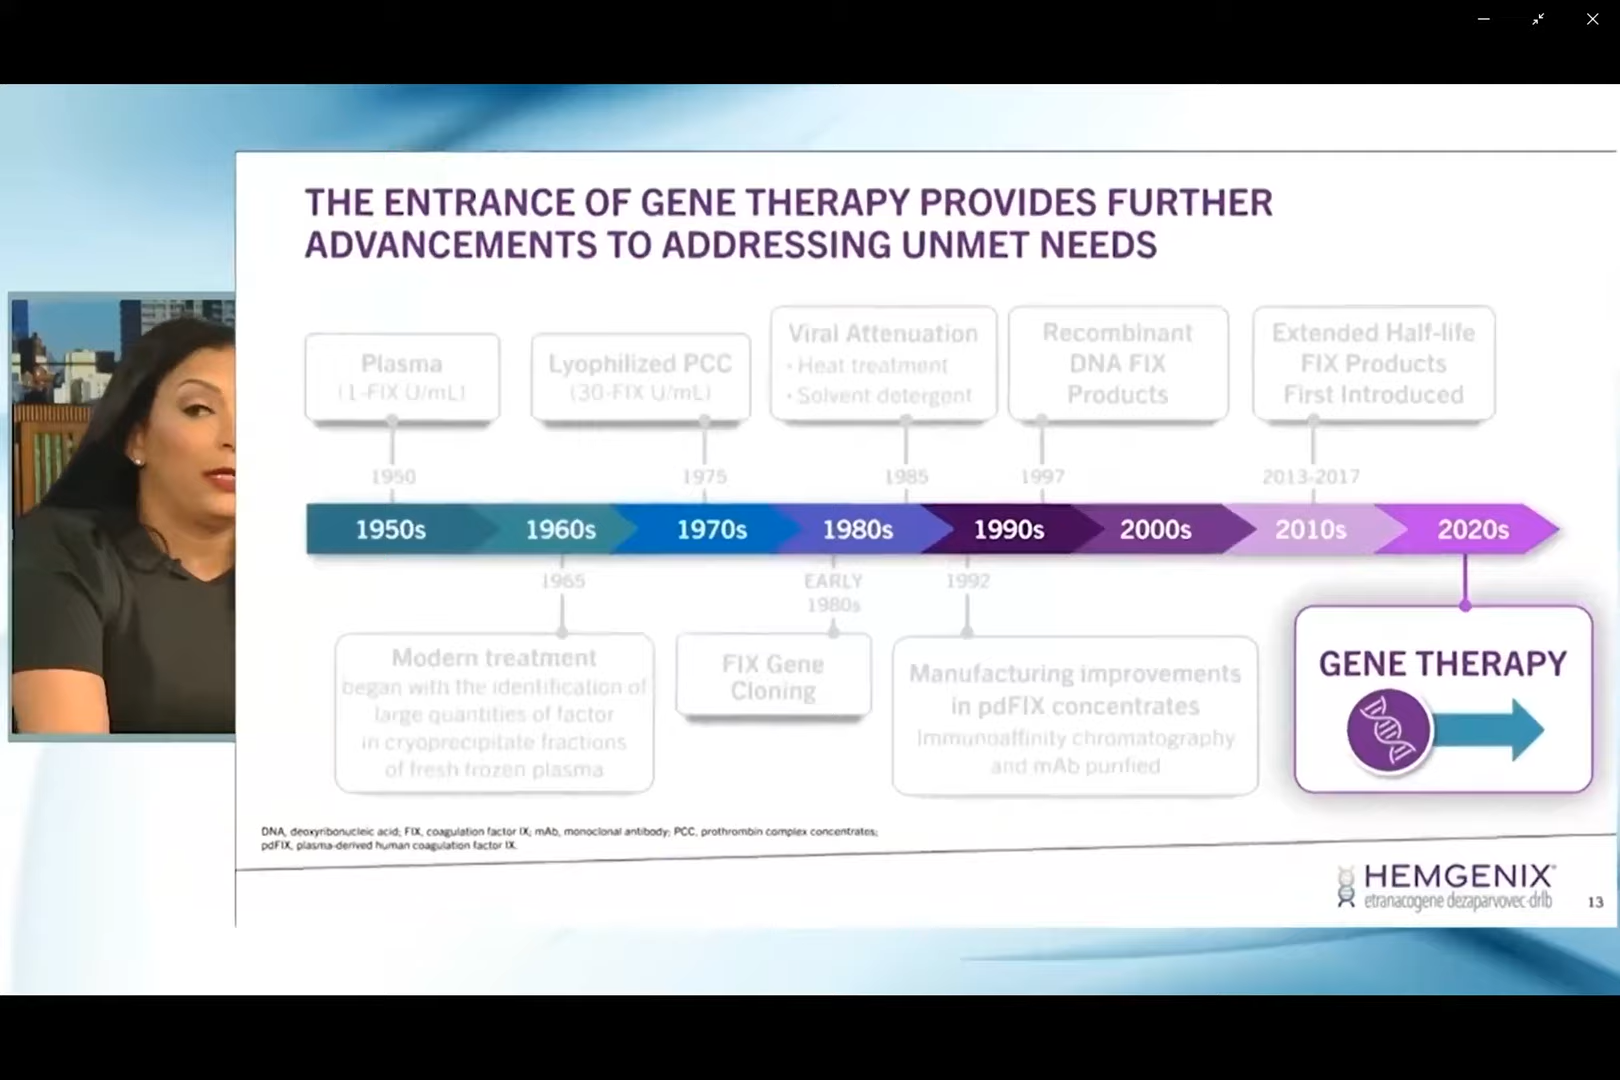 THE ENTRANCE OF GENE THERAPY PROVIDES FURTHER
ADVANCEMENTS TO ADDRESSING UNMET NEEDS
Plasma
(1-FIX U/mL)
Lyophilized PCC
(30-FIX U/mL)
Viral Attenuation
• Heat treatment
• Solvent detergent
Recombinant
DNA FIX
Products
Extended Half-life
FIX Products
First Introduced
1950
1975
1985
1997
2013-2017
1950s
1960s
1970s
1980s
1990s
2000s
2010s
2020s
1965
EARLY
1980s
1992
Modern treatment
began with the identification of
large quantities of factor
in cryoprecipitate fractions
of fresh frozen plasma
FIX Gene
Cloning
Manufacturing improvements
in pdFIX concentrates
Immunoaffinity chromatography
and mAb purified
GENE THERAPY
DNA, deoxyribonucleic acid; FIX, coagulation factor IX; mAb, monoclonal antibody; PCC, prothrombin complex concentrates;
pdFIX, plasma-derived human coagulation factor IX.
HEMGENIX®
etranacogene dezaparvovec-drlb
13